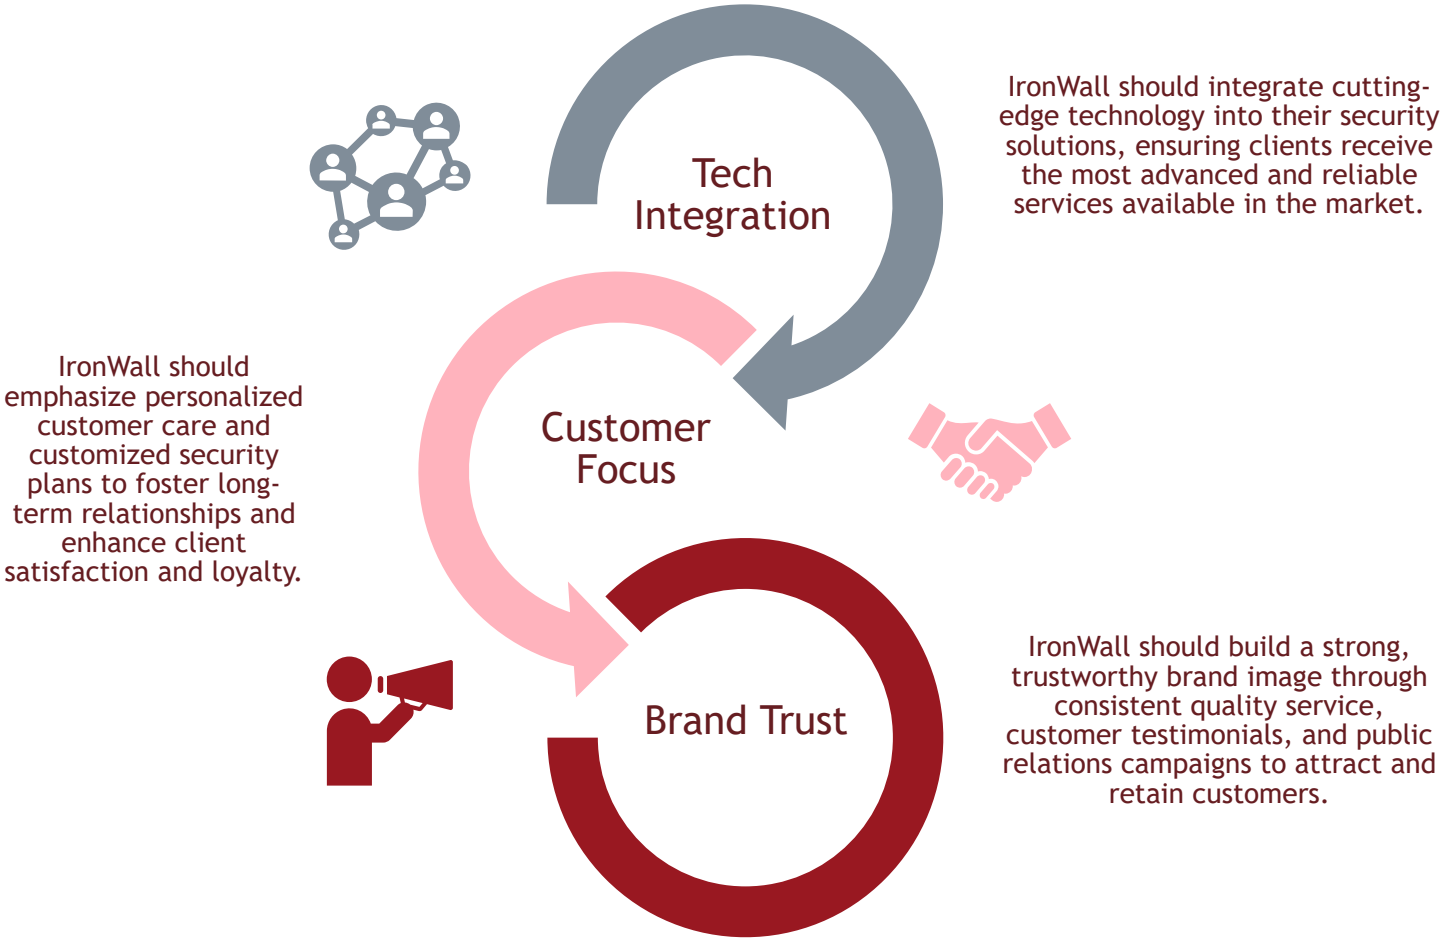 Tech
Integration
IronWall should integrate cutting-
edge technology into their security
solutions, ensuring clients receive
the most advanced and reliable
services available in the market.
Customer
Focus
IronWall should
emphasize personalized
customer care and
customized security
plans to foster long-
term relationships and
enhance client
satisfaction and loyalty.
Brand Trust
IronWall should build a strong,
trustworthy brand image through
consistent quality service,
customer testimonials, and public
relations campaigns to attract and
retain customers.